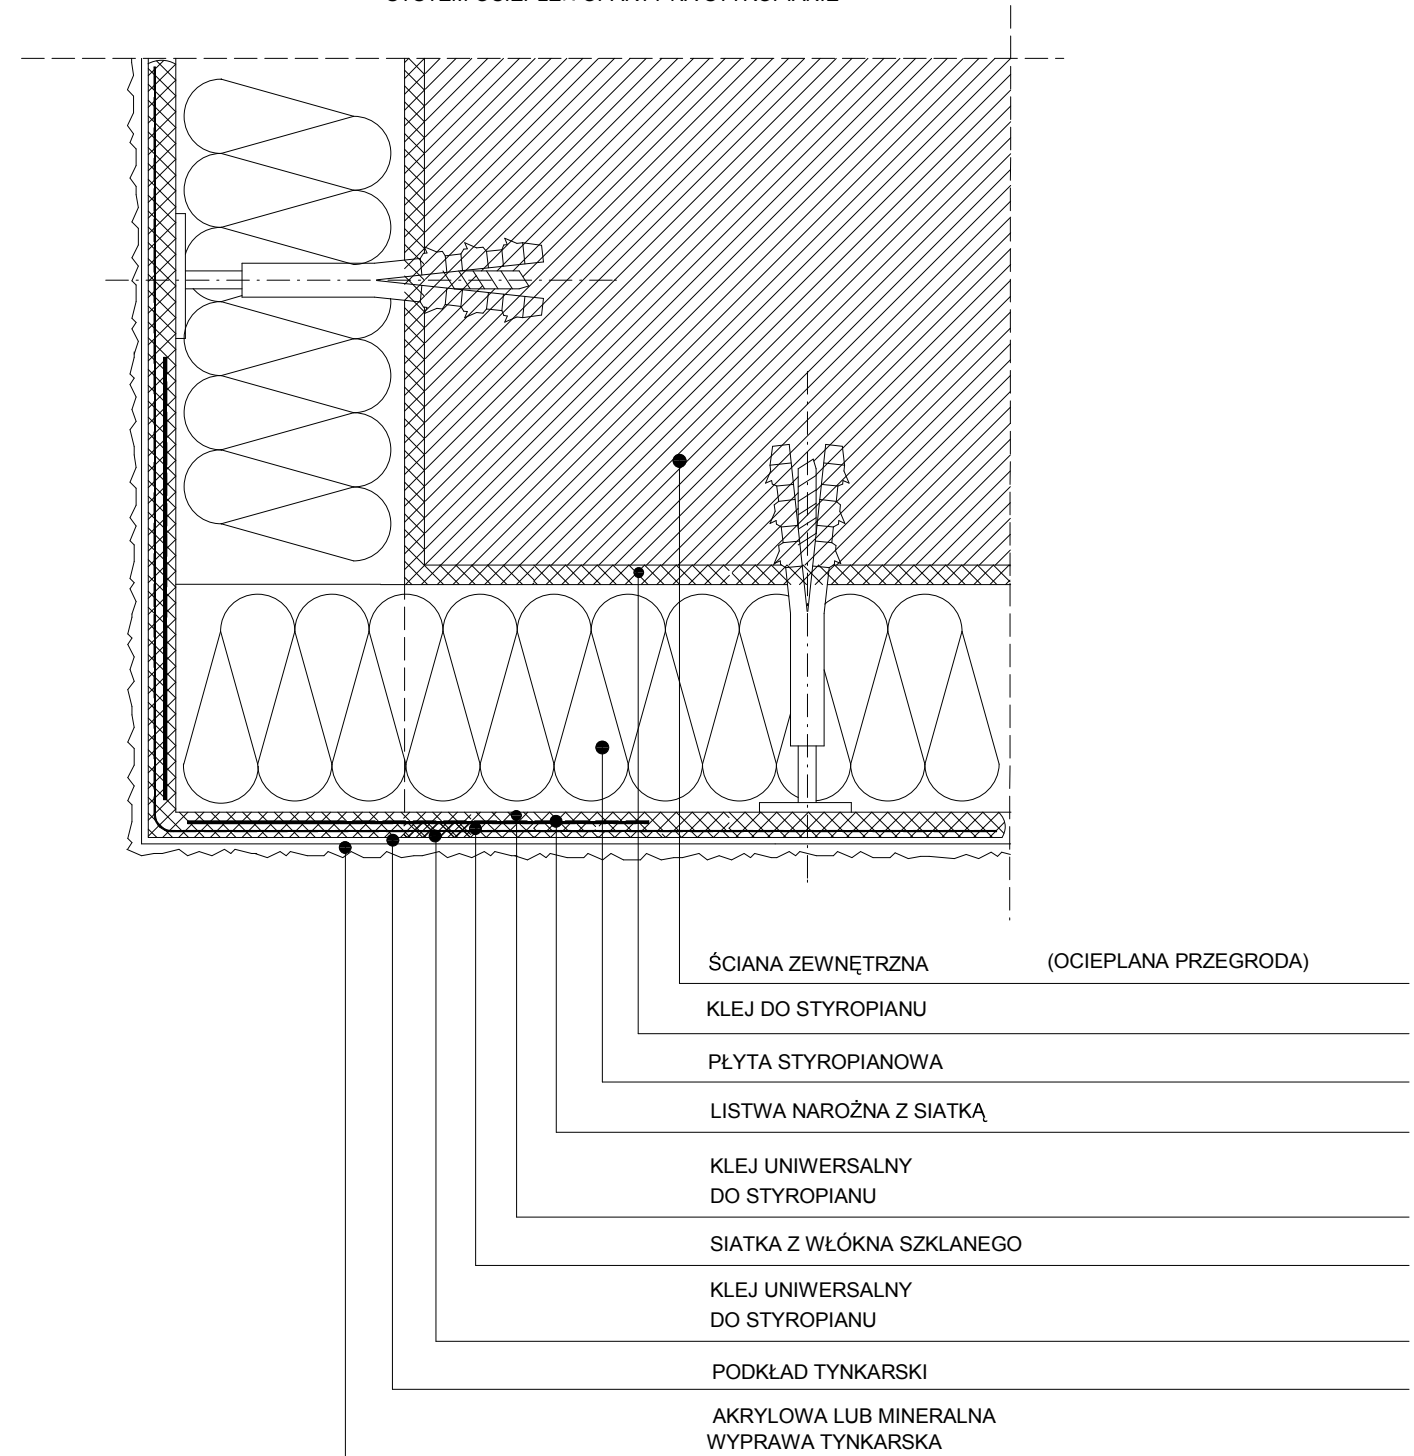 ŚCIANA ZEWNĘTRZNA (OCIEPLANA PRZEGRODA)
KLEJ DO STYROPIANU
PŁYTA STYROPIANOWA
LISTWA NAROŻNA Z SIATKĄ
KLEJ UNIWERSALNY
DO STYROPIANU
SIATKA Z WŁÓKNA SZKLANEGO
KLEJ UNIWERSALNY
DO STYROPIANU
PODKŁAD TYNKARSKI
AKRYLOWA LUB MINERALNA
WYPRAWA TYNKARSKA